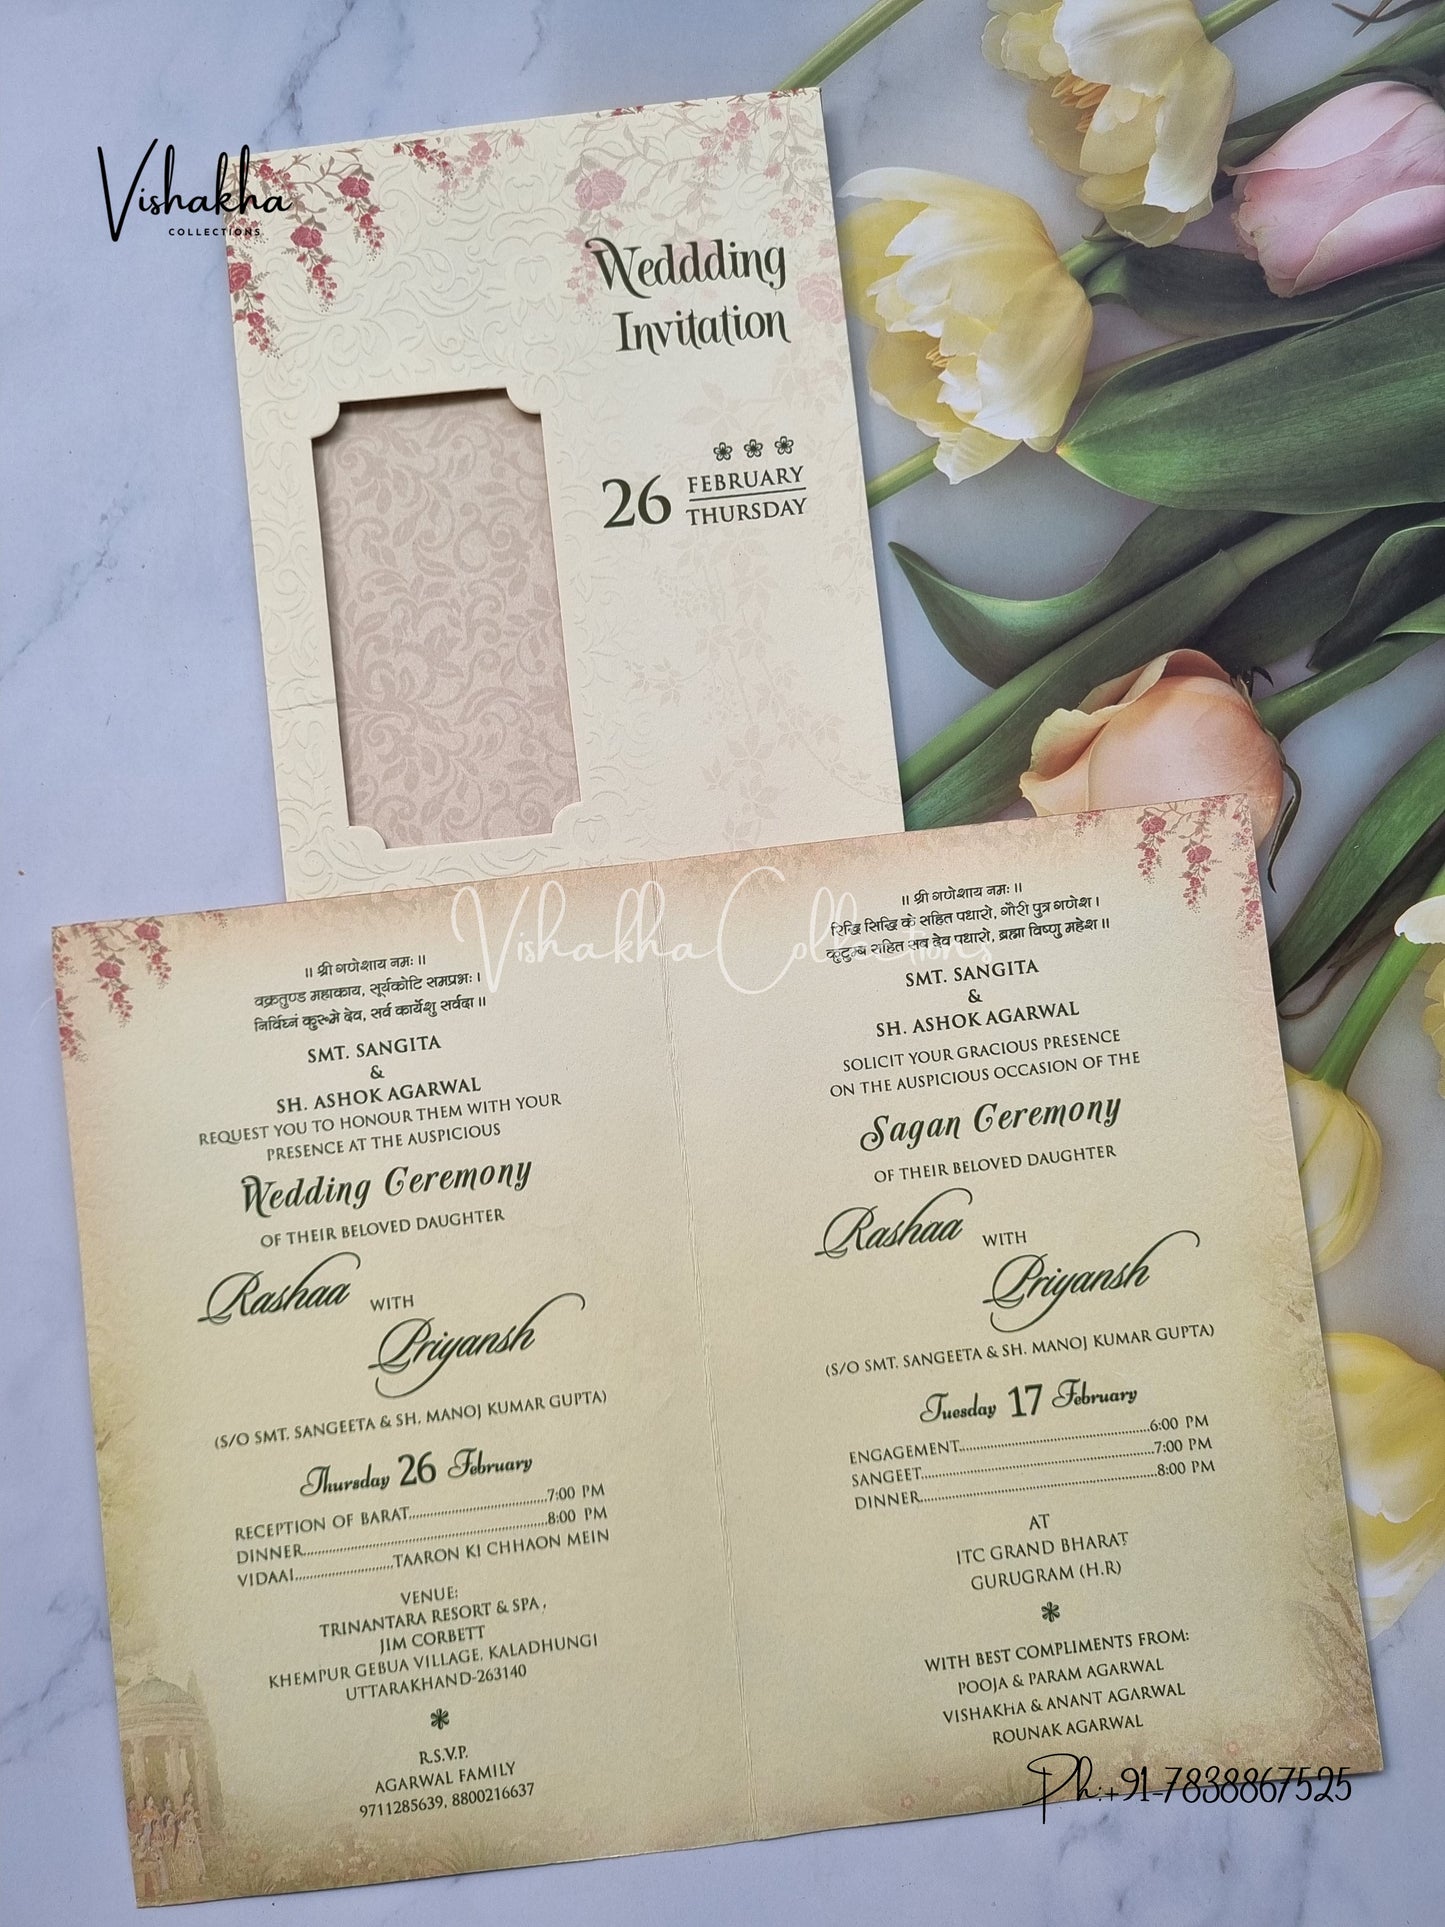 Vishakha
COLLECTIONS
Weddding
Invitation
26 FEBRUARY
THURSDAY
Vishakha Collections
।। श्री गणेशाय नमः ।।
वक्रतुण्ड महाकाय, सूर्यकोटि समप्रभः ।
निर्विघ्नं कुरूमे देव, सर्व कार्येशु सर्वदा ।।
SMT. SANGITA
&
SH. ASHOK AGARWAL
REQUEST YOU TO HONOUR THEM WITH YOUR
PRESENCE AT THE AUSPICIOUS
Wedding Ceremony
OF THEIR BELOVED DAUGHTER
Rashaa WITH
Priyansh
(S/O SMT. SANGEETA & SH. MANOJ KUMAR GUPTA)
Thursday 26 February
RECEPTION OF BARAT.......................................7:00 PM
DINNER......................................................................8:00 PM
VIDAAI............................TAARON KI CHHAON MEIN
VENUE:
TRINANTARA RESORT & SPA,
JIM CORBETT
KHEMPUR GEBUA VILLAGE, KALADHUNGI
UTTARAKHAND-263140
R.S.V.P.
AGARWAL FAMILY
9711285639, 8800216637
।। श्री गणेशाय नमः ।।
रिद्धि सिद्धि के सहित पधारो, गौरी पुत्र गणेश ।
कुटुम्ब सहित सब देव पधारो, ब्रह्मा विष्णु महेश ।।
SMT. SANGITA
&
SH. ASHOK AGARWAL
SOLICIT YOUR GRACIOUS PRESENCE
ON THE AUSPICIOUS OCCASION OF THE
Sagan Ceremony
OF THEIR BELOVED DAUGHTER
Rashaa WITH
Priyansh
(S/O SMT. SANGEETA & SH. MANOJ KUMAR GUPTA)
Tuesday 17 February
ENGAGEMENT......................................................6:00 PM
SANGEET.................................................................7:00 PM
DINNER....................................................................8:00 PM
AT
ITC GRAND BHARAT
GURUGRAM (H.R)
WITH BEST COMPLIMENTS FROM:
POOJA & PARAM AGARWAL
VISHAKHA & ANANT AGARWAL
ROUNAK AGARWAL
Ph:+91-7838867525